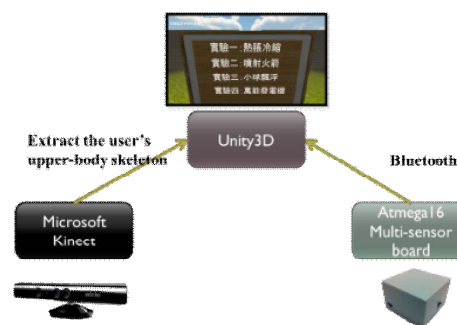 實驗一：熱脹冷縮
實驗二：噴射火箭
實驗三：小球飄浮
實驗四：萬能發電機
Extract the user's
upper-body skeleton
Unity3D
Bluetooth
Microsoft
Kinect
Atmega16
Multi-sensor
board